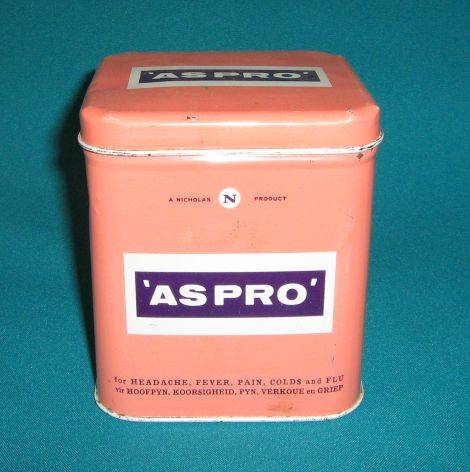 'ASPRO'
A NICHOLAS N PRODUCT
'ASPRO'
for HEADACHE, FEVER, PAIN, COLDS and FLU
vir HOOFPYN, KOORSIGHEID, PYN, VERKOUE en GRIEP